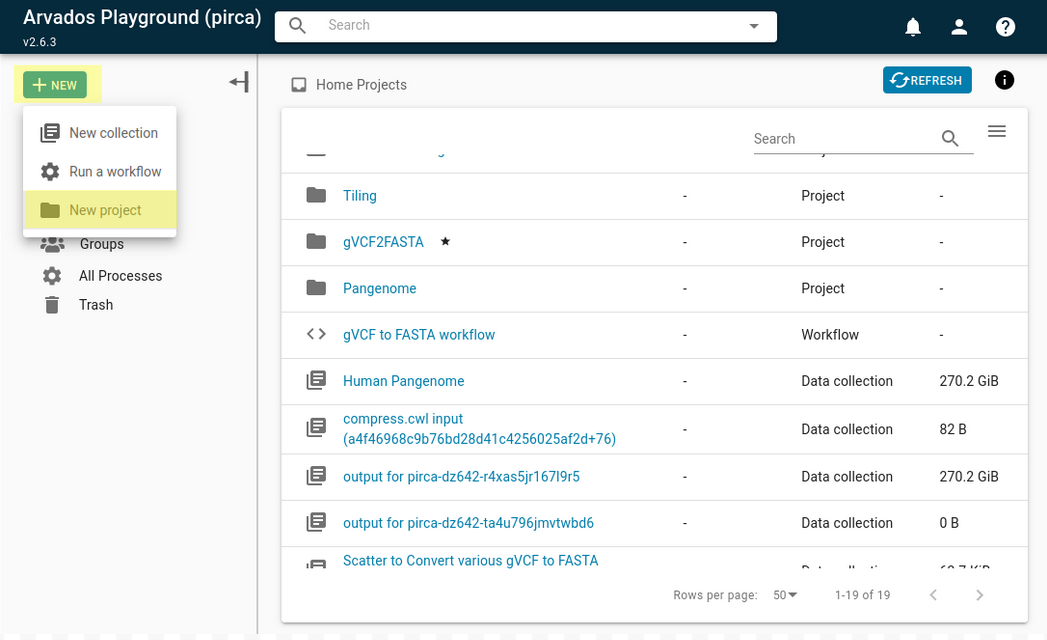 Arvados Playground (pirca)
v2.6.3
Search
+ NEW
New collection
Run a workflow
New project
Groups
All Processes
Trash
Home Projects
REFRESH
Search
Tiling - Project -
gVCF2FASTA ★ - Project -
Pangenome - Project -
gVCF to FASTA workflow - Workflow -
Human Pangenome - Data collection 270.2 GiB
compress.cwl input
(a4f46968c9b76bd28d41c4256025af2d+76) - Data collection 82 B
output for pirca-dz642-r4xas5jr167l9r5 - Data collection 270.2 GiB
output for pirca-dz642-ta4u796jmvtwbd6 - Data collection 0 B
Scatter to Convert various gVCF to FASTA
Rows per page: 50 1-19 of 19